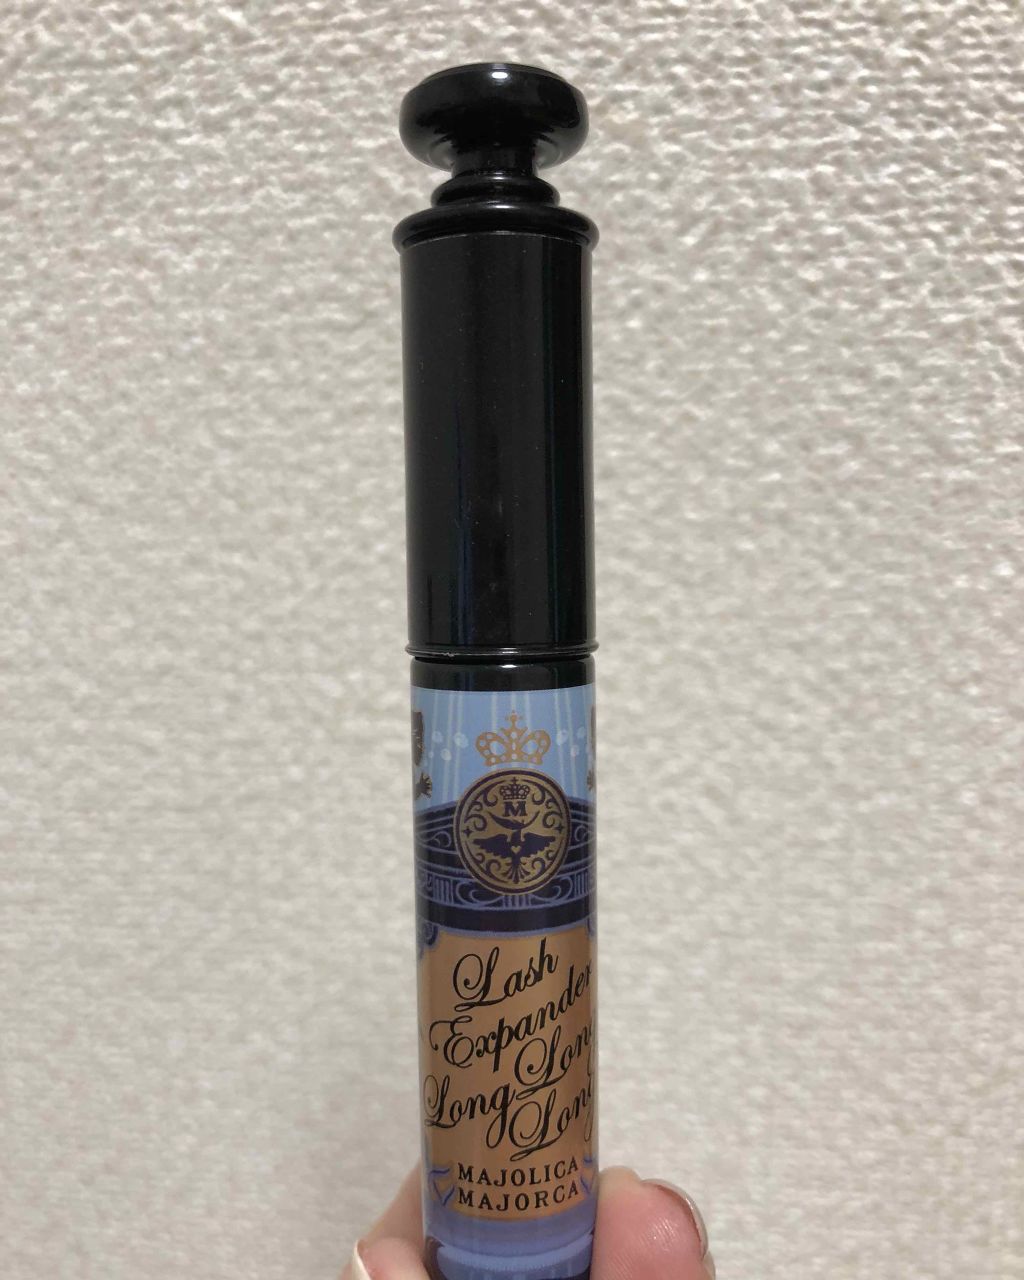 M
Lash
Expander
Long Long
Long
MAJOLICA
MAJORCA